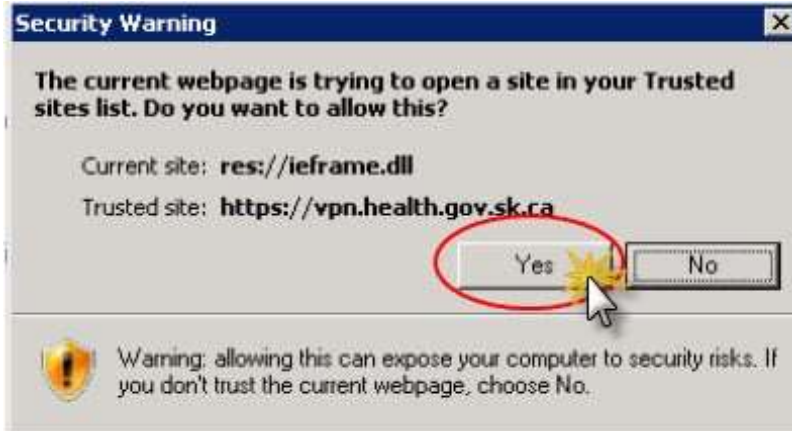 Security Warning
The current webpage is trying to open a site in your Trusted
sites list. Do you want to allow this?
Current site: res://ieframe.dll
Trusted site: https://vpn.health.gov.sk.ca
Yes No
Warning: allowing this can expose your computer to security risks. If
you don't trust the current webpage, choose No.